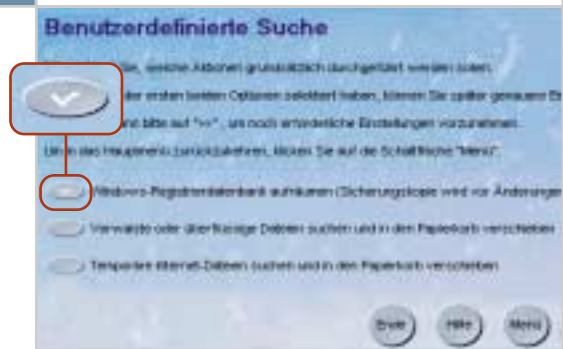 Benutzerdefinierte Suche
welche Aktionen grundsätzlich durchgeführt werden sollen.
der ersten beiden Optionen selektiert haben, können Sie später genauere
bitte auf ">>", um noch erforderliche Einstellungen vorzunehmen.
Um in das Hauptmenü zurückzukehren, klicken Sie auf die Schaltfläche "Menü".
Windows-Registrierdatenbank aufräumen (Sicherungskopie wird vor Änderungen
Verwaiste oder überflüssige Dateien suchen und in den Papierkorb verschieben
Temporäre Internet-Dateien suchen und in den Papierkorb verschieben
Ende
Hilfe
Menü